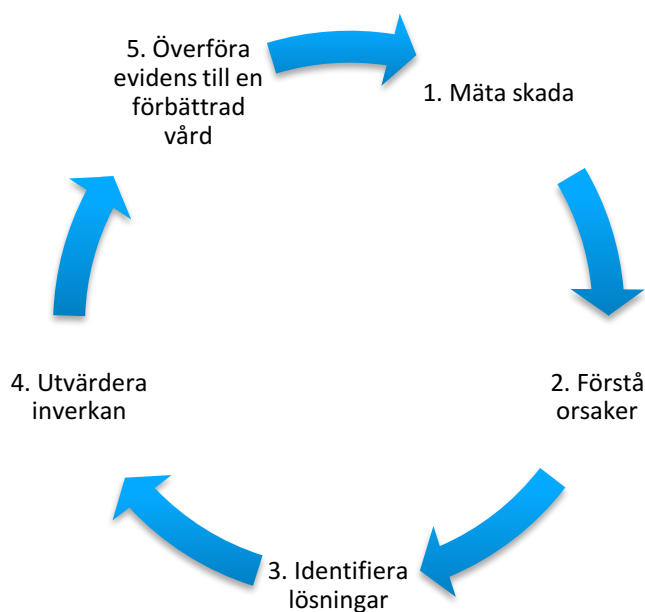 1. Mäta skada
2. Förstå
orsaker
3. Identifiera
lösningar
4. Utvärdera
inverkan
5. Överföra
evidens till en
förbättrad
vård